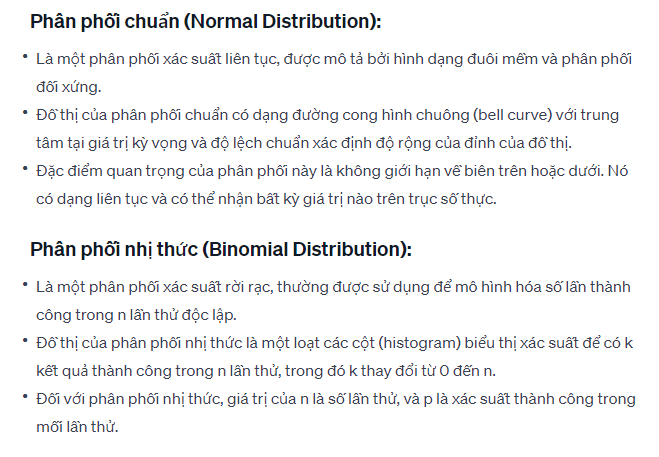 Phân phối chuẩn (Normal Distribution):
• Là một phân phối xác suất liên tục, được mô tả bởi hình dạng đuôi mềm và phân phối
đối xứng.
• Đồ thị của phân phối chuẩn có dạng đường cong hình chuông (bell curve) với trung
tâm tại giá trị kỳ vọng và độ lệch chuẩn xác định độ rộng của đỉnh của đồ thị.
• Đặc điểm quan trọng của phân phối này là không giới hạn về biên trên hoặc dưới. Nó
có dạng liên tục và có thể nhận bất kỳ giá trị nào trên trục số thực.
Phân phối nhị thức (Binomial Distribution):
• Là một phân phối xác suất rời rạc, thường được sử dụng để mô hình hóa số lần thành
công trong n lần thử độc lập.
• Đồ thị của phân phối nhị thức là một loạt các cột (histogram) biểu thị xác suất để có k
kết quả thành công trong n lần thử, trong đó k thay đổi từ 0 đến n.
• Đối với phân phối nhị thức, giá trị của n là số lần thử, và p là xác suất thành công trong
mỗi lần thử.